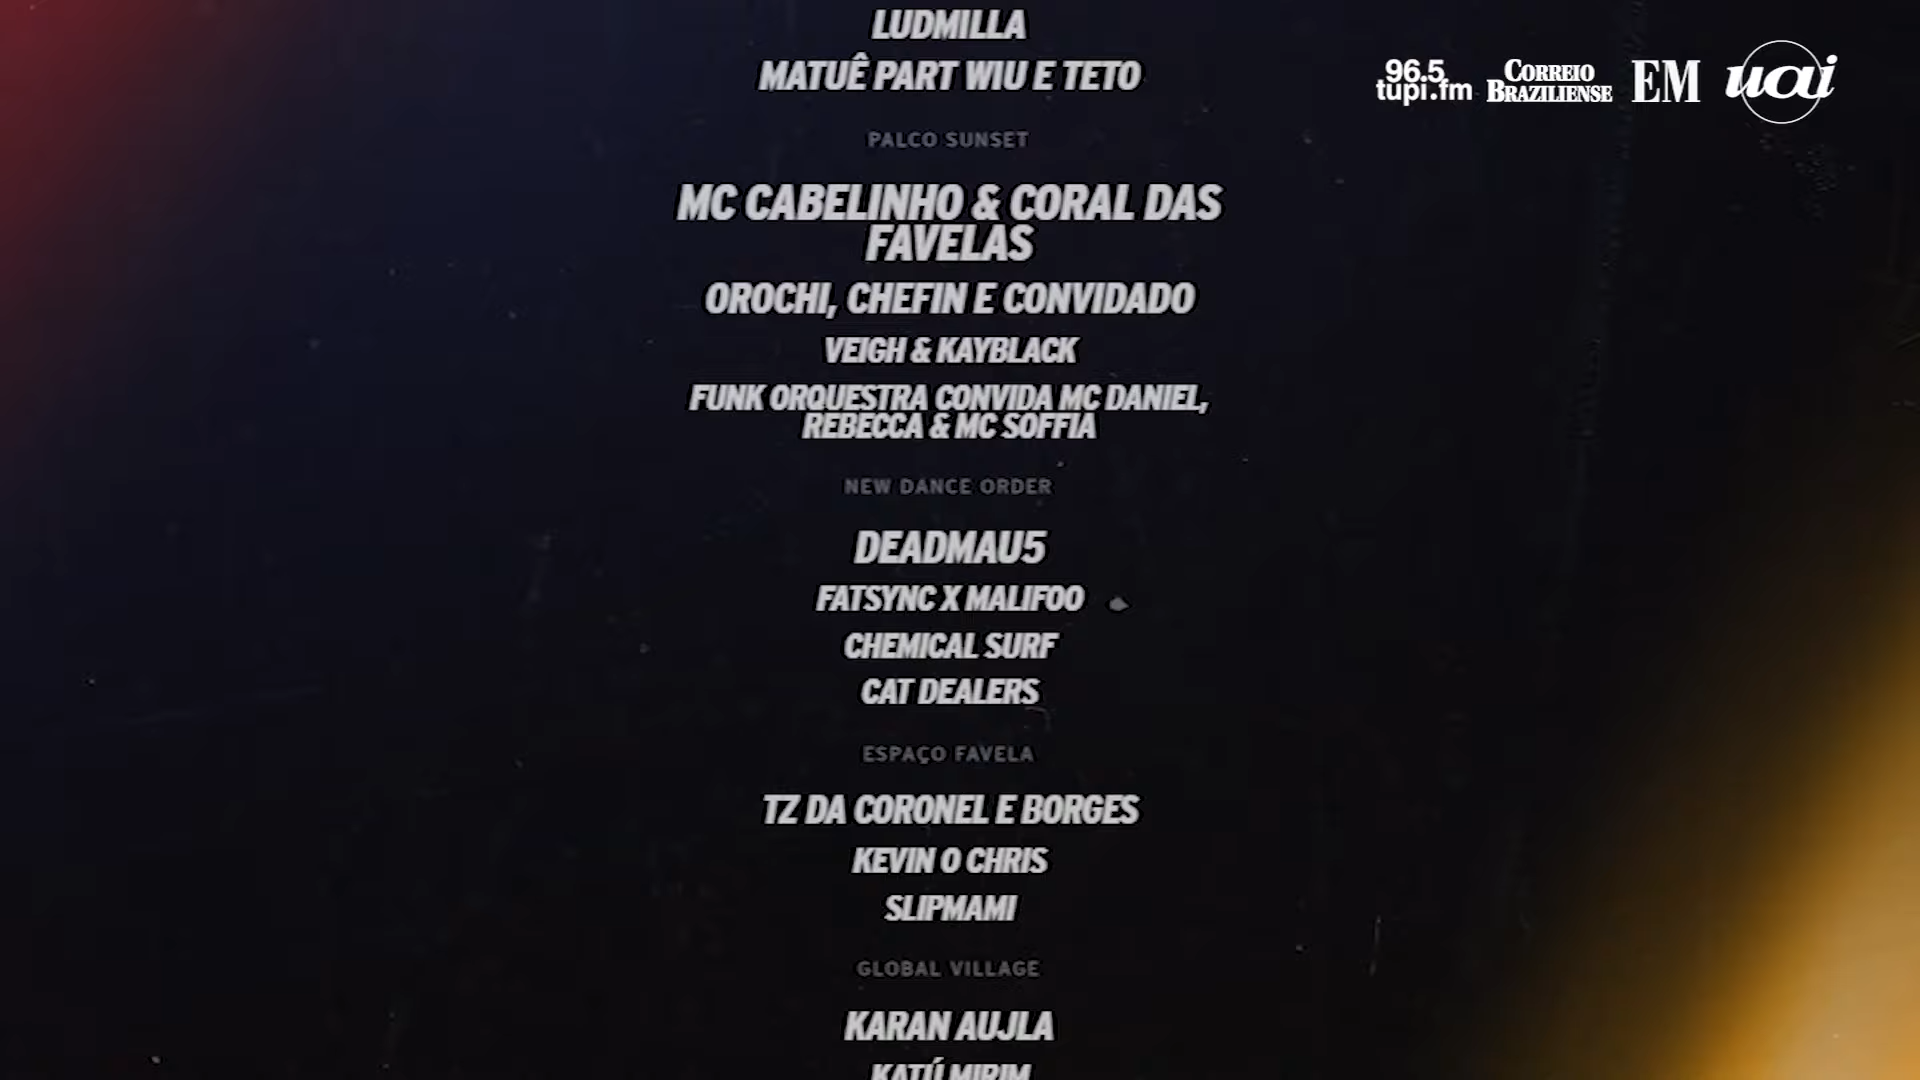 LUDMILLA
MATUÊ PART WIU E TETO
96.5
tupi.fm
CORREIO
BRAZILIENSE
EM
uai
PALCO SUNSET
MC CABELINHO & CORAL DAS
FAVELAS
OROCHI, CHEFIN E CONVIDADO
VEIGH & KAYBLACK
FUNK ORQUESTRA CONVIDA MC DANIEL,
REBECCA & MC SOFFIA
NEW DANCE ORDER
DEADMAU5
FATSYNC X MALIFOO
CHEMICAL SURF
CAT DEALERS
ESPAÇO FAVELA
TZ DA CORONEL E BORGES
KEVIN O CHRIS
SLIPMAMI
GLOBAL VILLAGE
KARAN AUJLA
KATÚ MIRIM